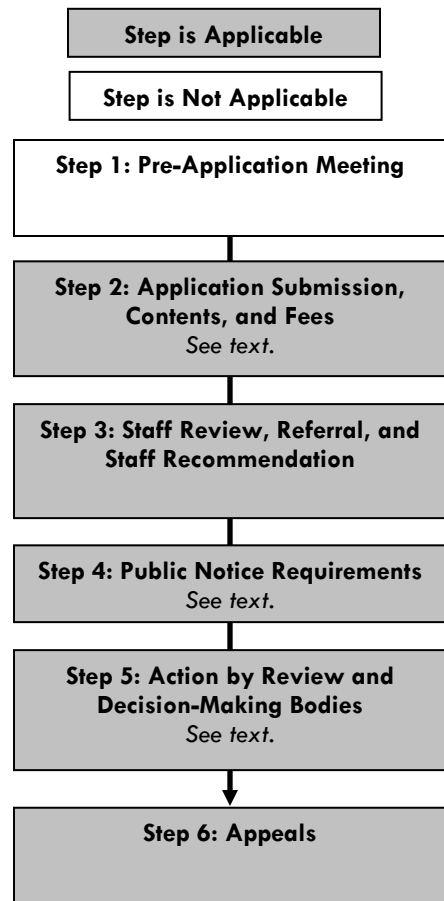 Step is Applicable
Step is Not Applicable
Step 1: Pre-Application Meeting
Step 2: Application Submission,
Contents, and Fees
See text.
Step 3: Staff Review, Referral, and
Staff Recommendation
Step 4: Public Notice Requirements
See text.
Step 5: Action by Review and
Decision-Making Bodies
See text.
Step 6: Appeals